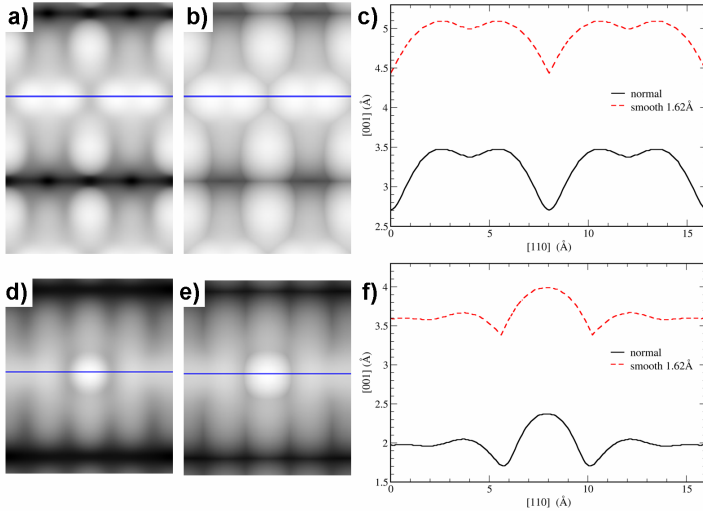 a)
b)
c)
5
4.5
4
3.5
3
2.5
[001] (Å)
normal
smooth 1.62Å
0
5
10
15
[110] (Å)
d)
e)
f)
4
3.5
3
2.5
2
1.5
[001] (Å)
normal
smooth 1.62Å
0
5
10
15
[110] (Å)